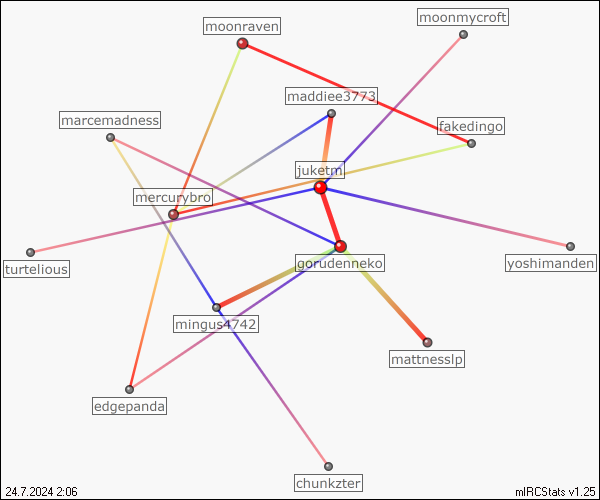 moonmycroft
moonraven
maddiee3773
marcemadness
fakedingo
juketm
mercurybro
gorudenneko
yoshimanden
turtelious
mingus4742
mattnesslp
edgepanda
chunkzter
24.7.2024 2:06
mIRCStats v1.25